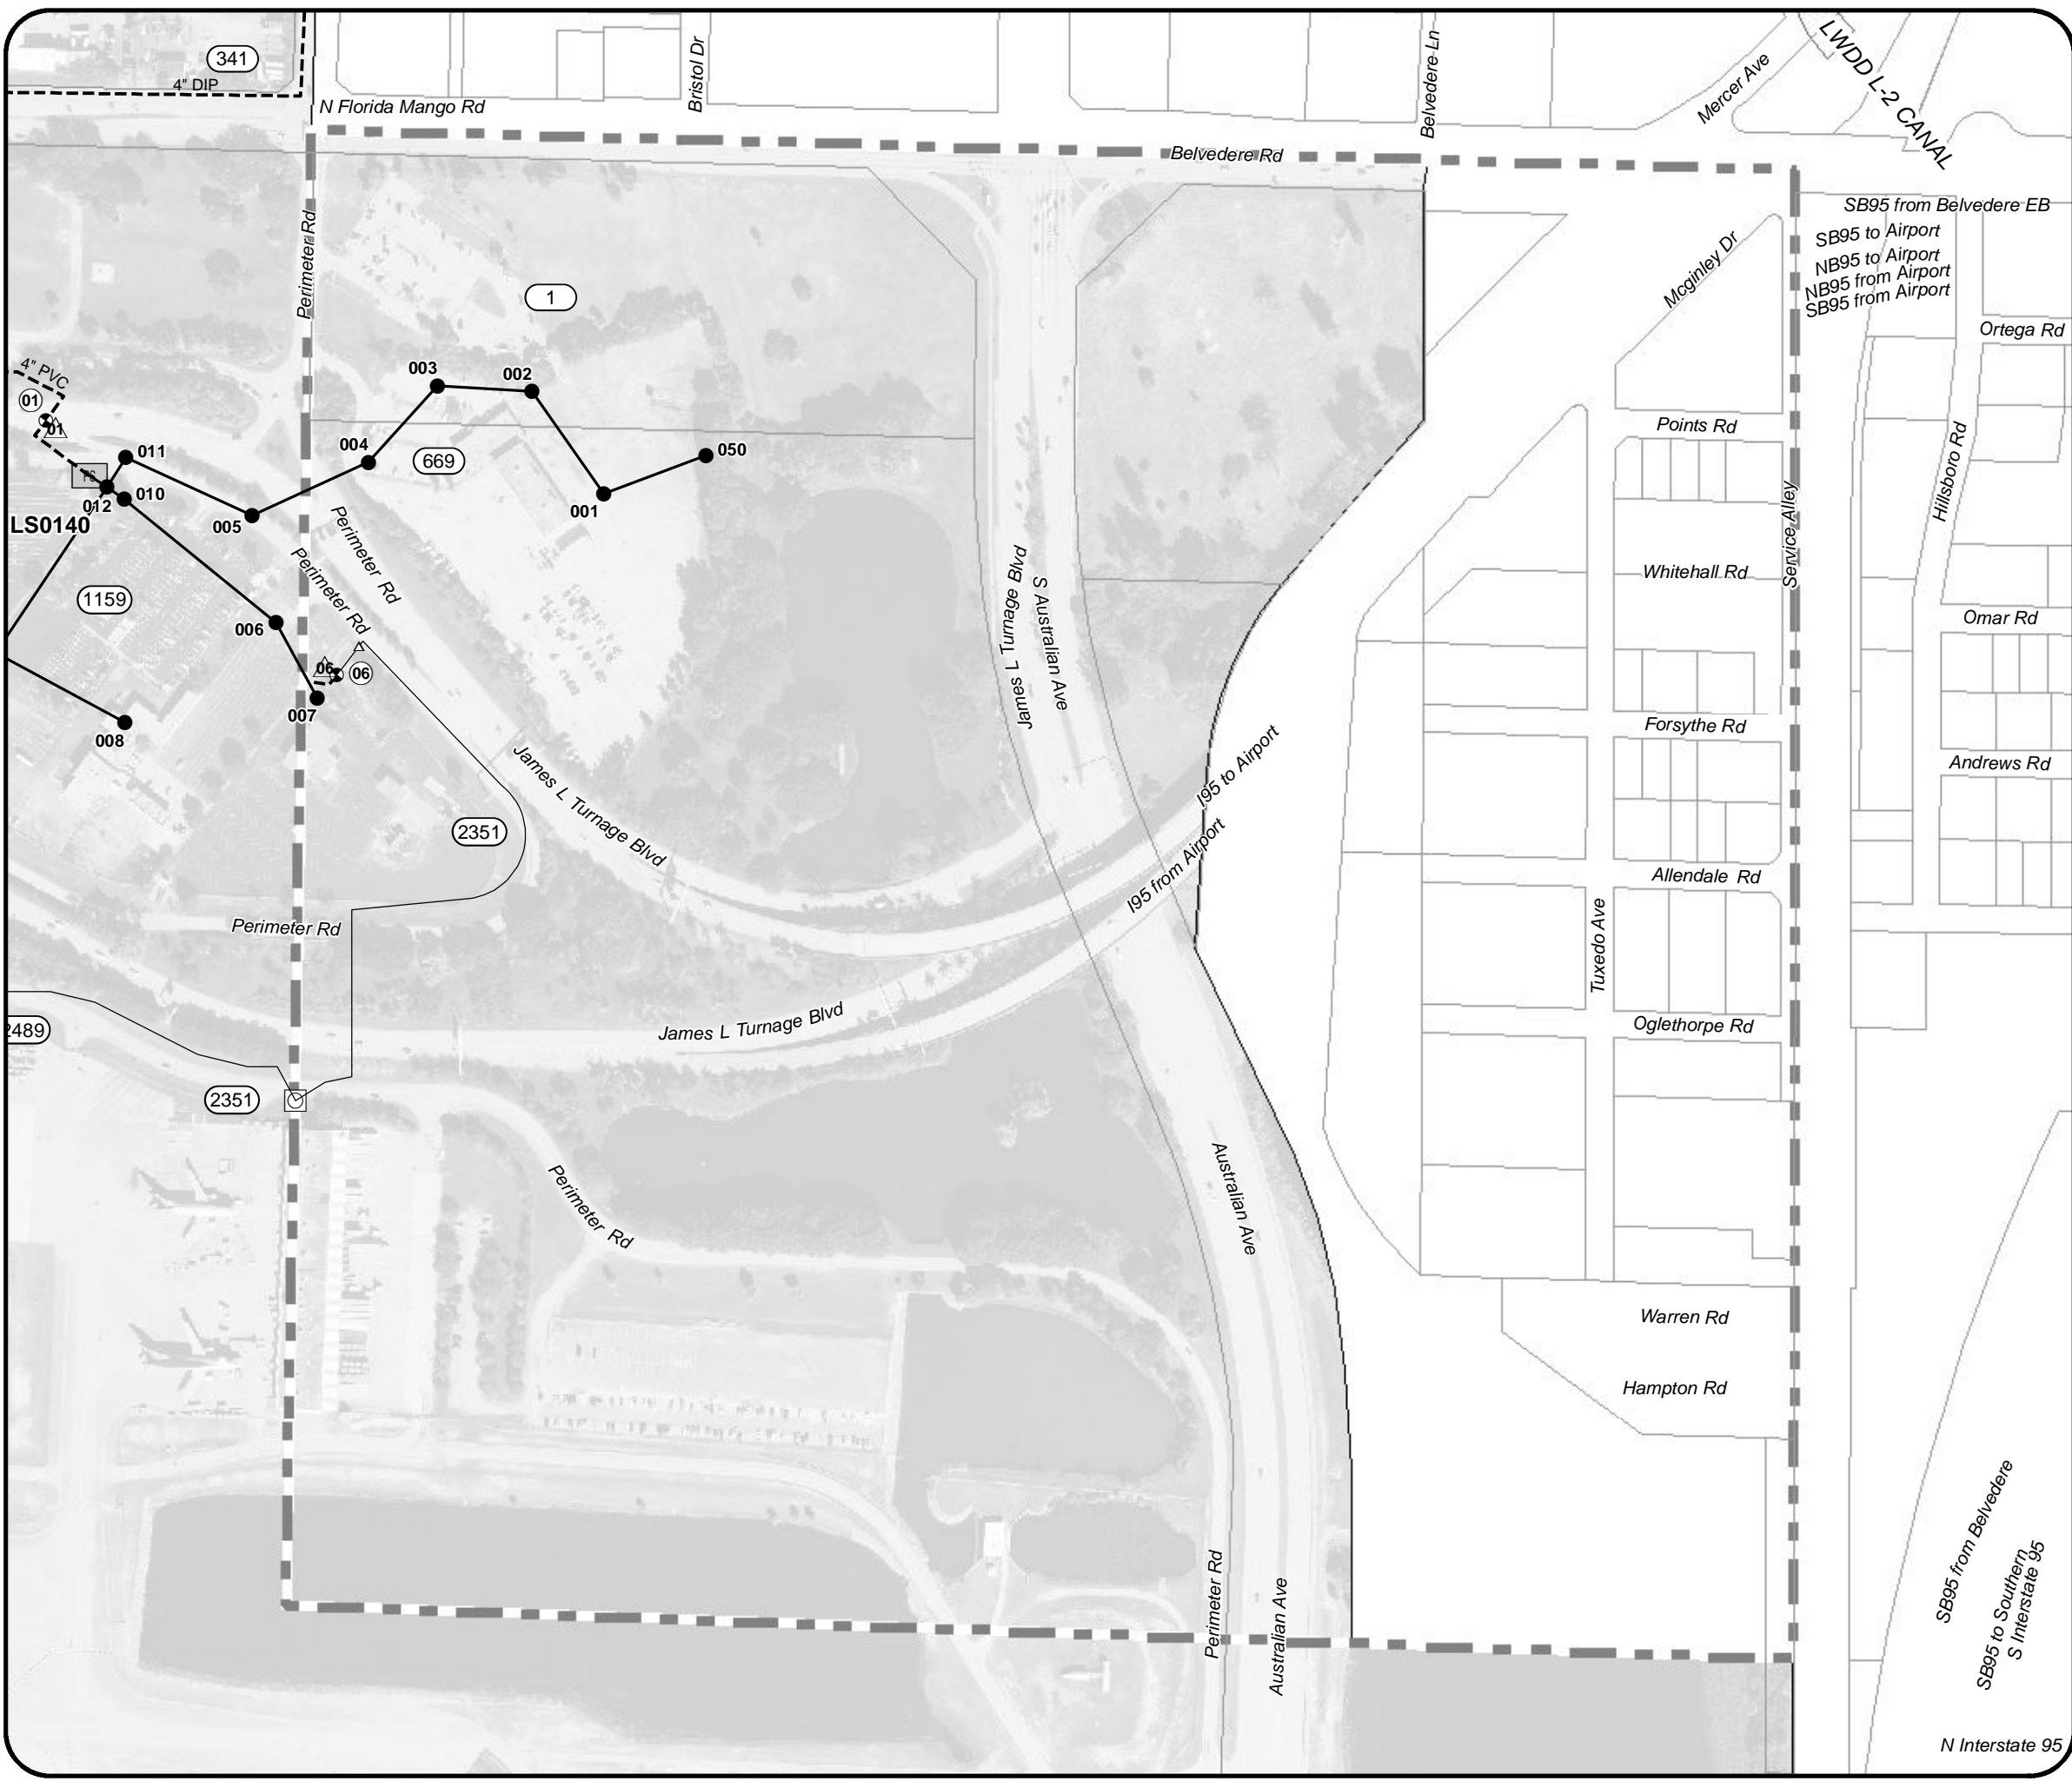 341
4" DIP
N Florida Mango Rd
Bristol Dr
Belvedere Ln
Mercer Ave
LWDD L-2 CANAL
Belvedere Rd
SB95 from Belvedere EB
SB95 to Airport
NB95 to Airport
NB95 from Airport
SB95 from Airport
Mcginley Dr
Ortega Rd
Perimeter Rd
1
4" PVC
01
01
003
002
004
669
050
001
011
010
012
005
LS0140
Points Rd
Hillsboro Rd
Service Alley
Perimeter Rd
Perimeter Rd
1159
Whitehall Rd
Omar Rd
James L Turnage Blvd
S Australian Ave
006
06
06
007
008
Forsythe Rd
Andrews Rd
I95 to Airport
James L Turnage Blvd
2351
I95 from Airport
Allendale Rd
Tuxedo Ave
Perimeter Rd
James L Turnage Blvd
Oglethorpe Rd
2489
2351
Perimeter Rd
Australian Ave
Warren Rd
Hampton Rd
SB95 from Belvedere
SB95 to Southern
S Interstate 95
Perimeter Rd
Australian Ave
N Interstate 95